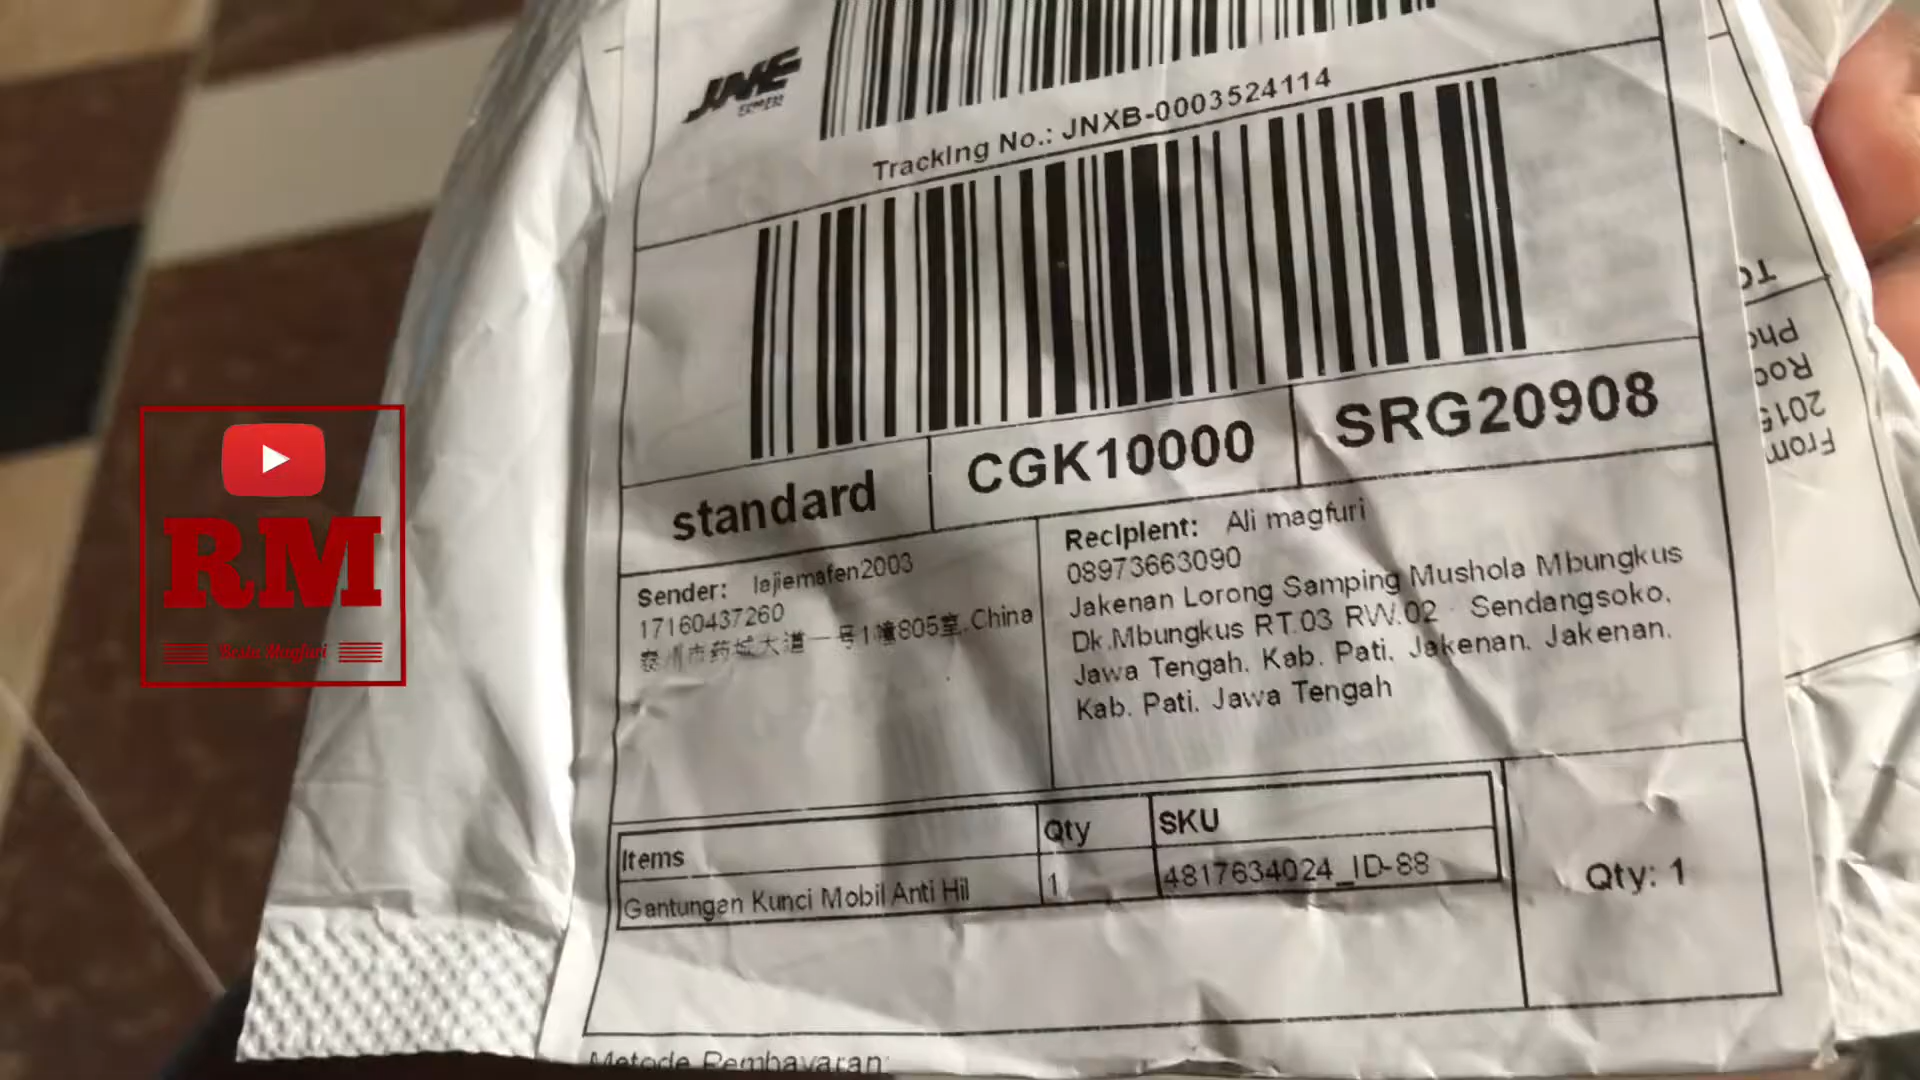 JNE
EXPRESS
TrackIng No.: JNXB-0003524114
standard
CGK10000
SRG20908
Sender: lajiemafen2003
17160437260
泰州市药城大道一号1幢805室,China
RecIpIent: Ali magfuri
08973663090
Jakenan Lorong Samping Mushola Mbungkus
Dk.Mbungkus RT.03 RW.02 Sendangsoko,
Jawa Tengah, Kab. Pati, Jakenan, Jakenan,
Kab. Pati, Jawa Tengah
Items
Qty
SKU
Gantungan Kunci Mobil Anti Hil
1
4817634024_ID-88
Qty: 1
Metode Pembayaran:
From
RM
Restu Magfuri